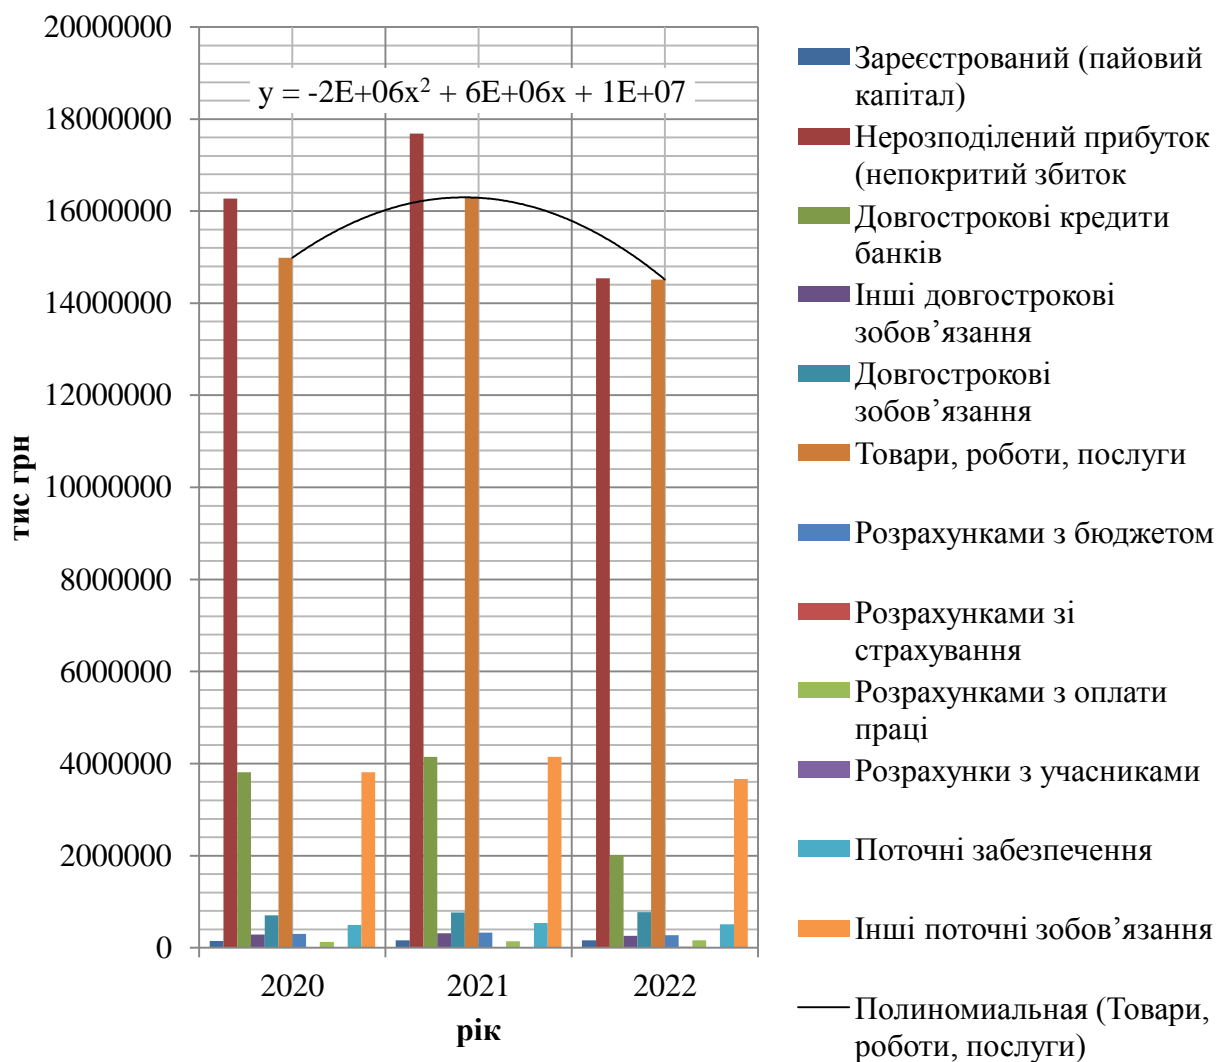 20000000
18000000
16000000
14000000
12000000
10000000
8000000
6000000
4000000
2000000
0
тис грн
y = -2E+06x² + 6E+06x + 1E+07
2020
2021
2022
рік
Зареєстрований (пайовий
капітал)
Нерозподілений прибуток
(непокритий збиток
Довгострокові кредити
банків
Інші довгострокові
зобов’язання
Довгострокові
зобов’язання
Товари, роботи, послуги
Розрахунками з бюджетом
Розрахунками зі
страхування
Розрахунками з оплати
праці
Розрахунки з учасниками
Поточні забезпечення
Інші поточні зобов’язання
Полиномиальная (Товари,
роботи, послуги)